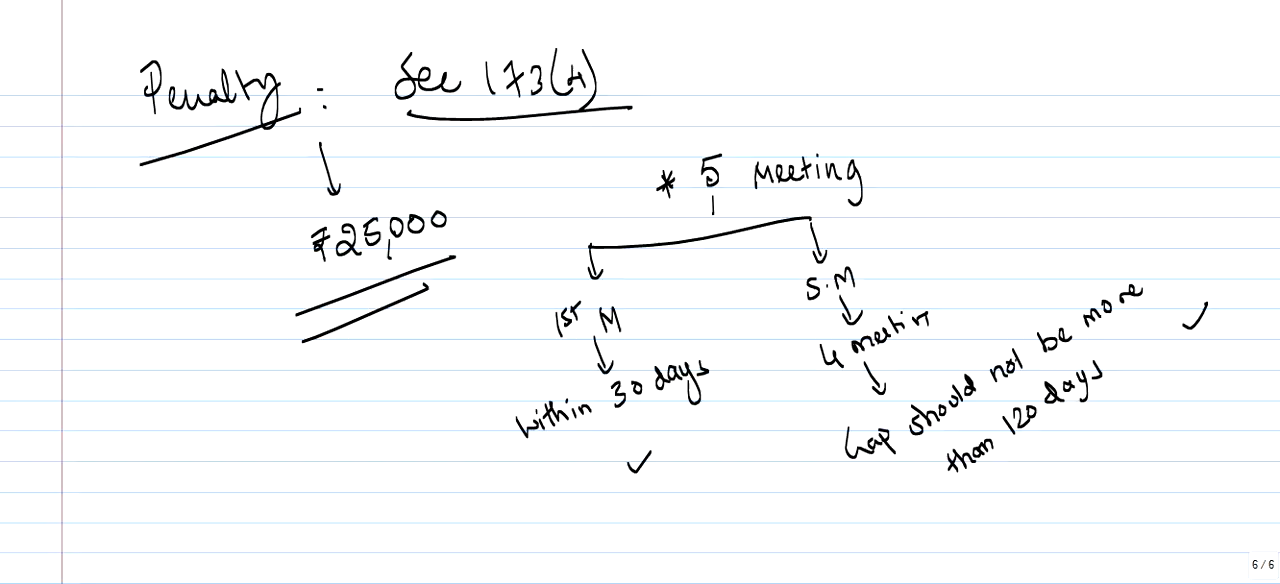 Penalty : Sec 173(4)
₹25,000
* 5 Meeting
1st M
S.M
within 30 days
4 meetin
Gap should not be more
than 120 days
6 / 6